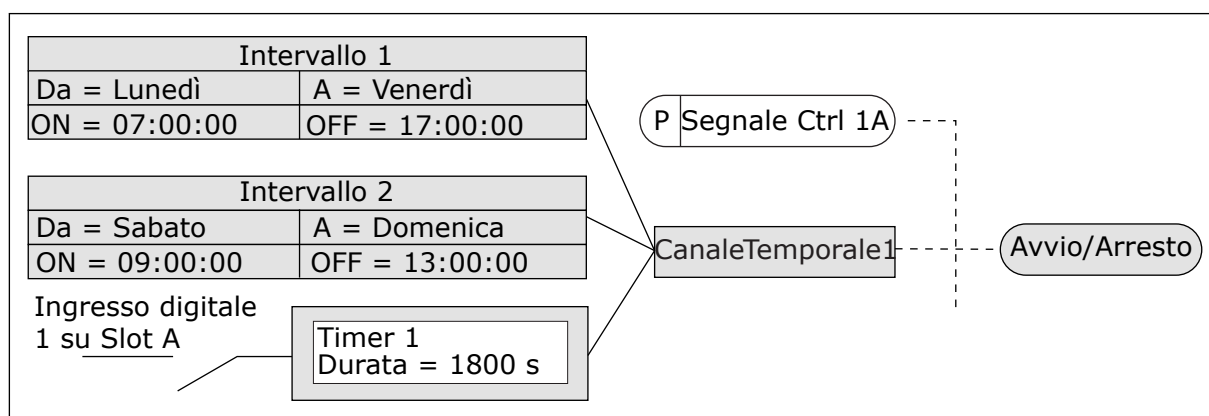 Intervallo 1
Da = Lunedì A = Venerdì
ON = 07:00:00 OFF = 17:00:00
P Segnale Ctrl 1A
Intervallo 2
Da = Sabato A = Domenica
ON = 09:00:00 OFF = 13:00:00
CanaleTemporale1
Avvio/Arresto
Ingresso digitale
1 su Slot A
Timer 1
Durata = 1800 s